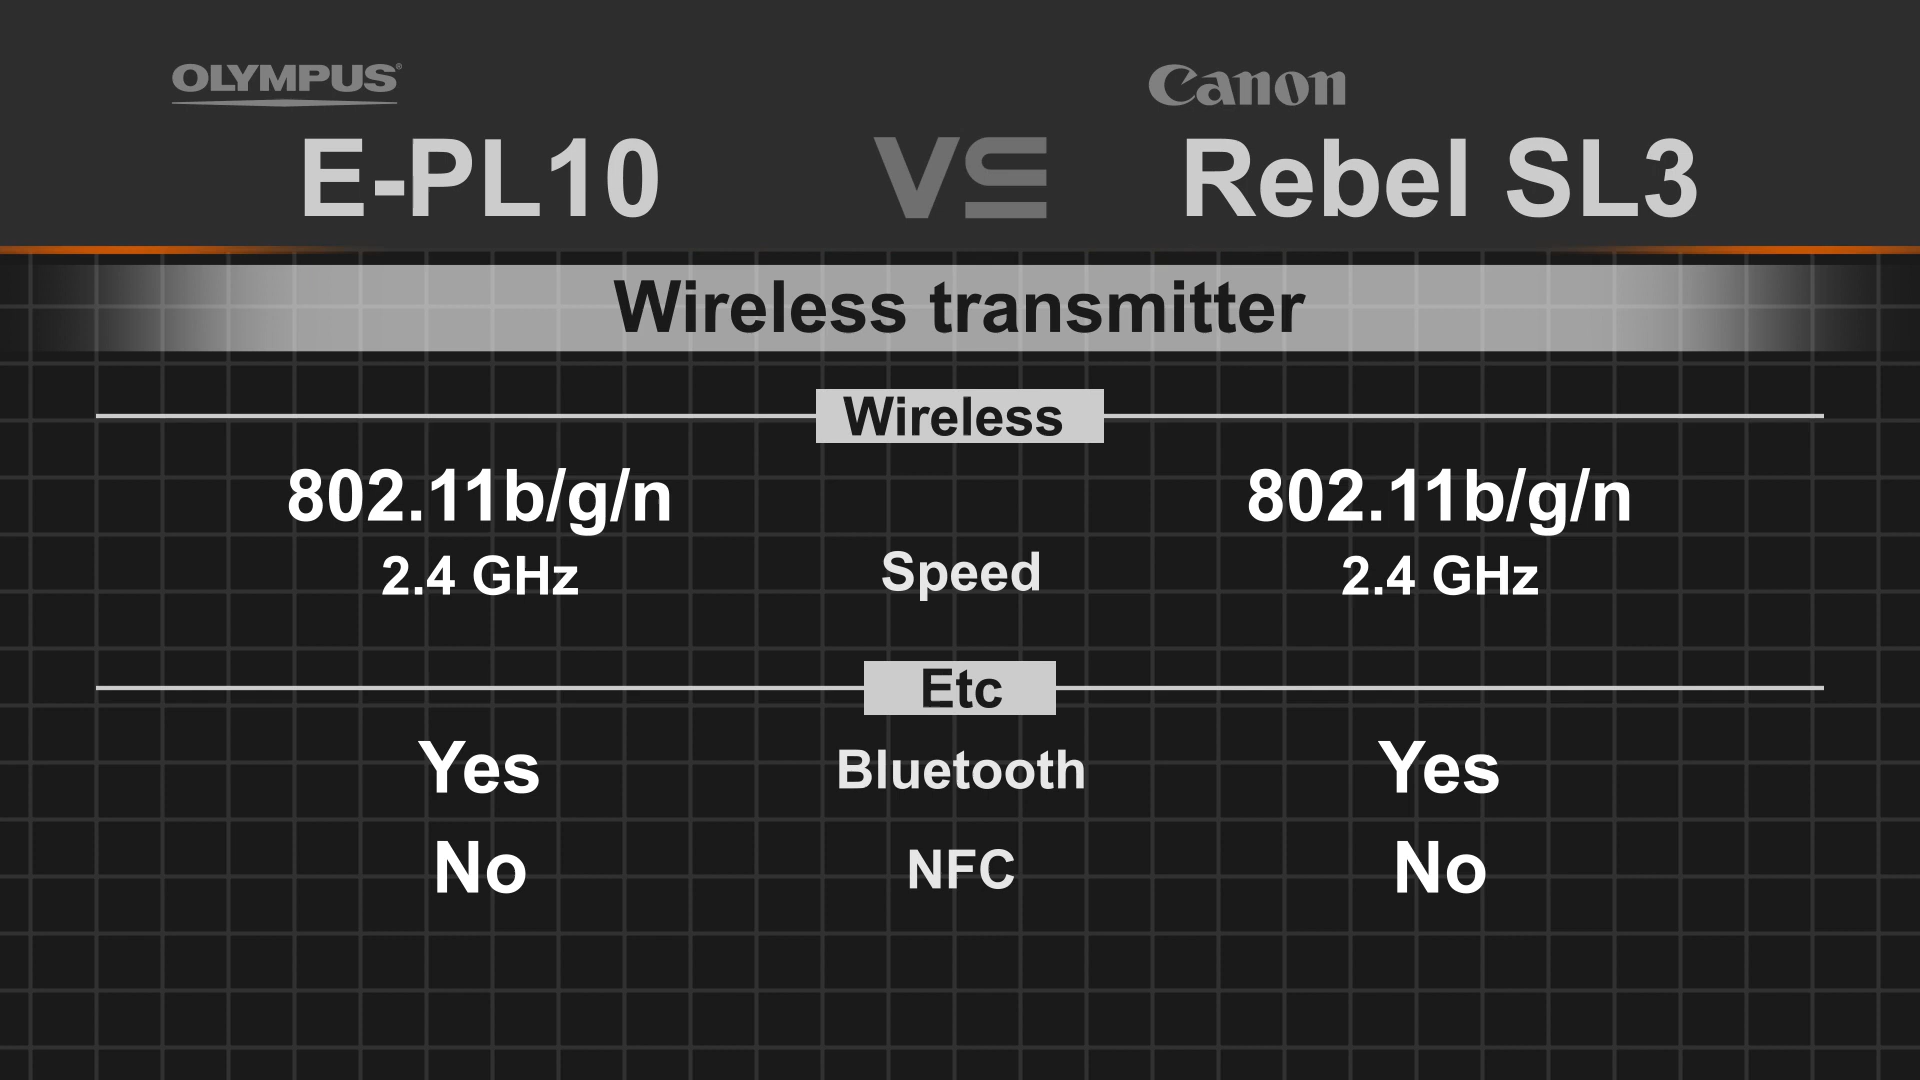 OLYMPUS®
Canon
E-PL10 VS Rebel SL3
Wireless transmitter
Wireless
802.11b/g/n 802.11b/g/n
2.4 GHz Speed 2.4 GHz
Etc
Yes Bluetooth Yes
No NFC No